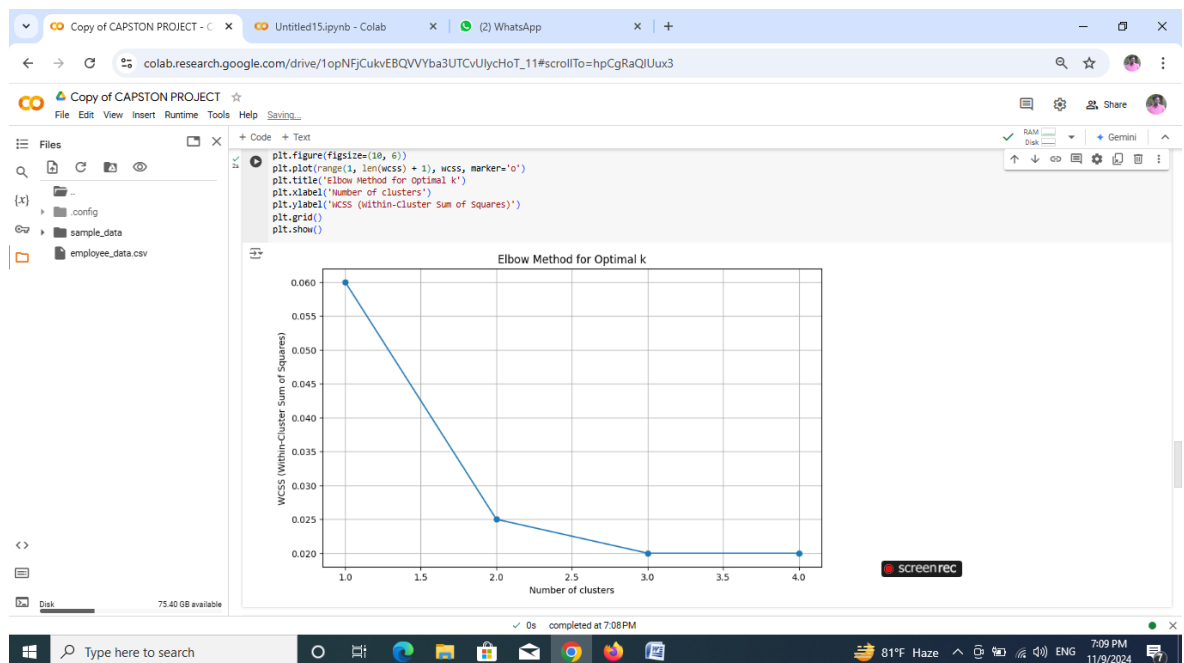 Copy of CAPSTON PROJECT - C
Untitled15.ipynb - Colab
(2) WhatsApp
colab.research.google.com/drive/1opNFjCukvEBQVVYba3UTCvUlycHoT_11#scrollTo=hpCgRaQIUux3
Copy of CAPSTON PROJECT
File Edit View Insert Runtime Tools Help Saving...
Share
Files
+ Code + Text
RAM
Disk
Gemini
{x}
..
.config
sample_data
employee_data.csv
2s
plt.figure(figsize=(10, 6))
plt.plot(range(1, len(wcss) + 1), wcss, marker='o')
plt.title('Elbow Method for Optimal k')
plt.xlabel('Number of clusters')
plt.ylabel('WCSS (Within-Cluster Sum of Squares)')
plt.grid()
plt.show()
Elbow Method for Optimal k
WCSS (Within-Cluster Sum of Squares)
0.060
0.055
0.050
0.045
0.040
0.035
0.030
0.025
0.020
1.0 1.5 2.0 2.5 3.0 3.5 4.0
Number of clusters
screenrec
Disk 75.40 GB available
0s completed at 7:08 PM
Type here to search
81°F Haze
ENG
7:09 PM
11/9/2024
7